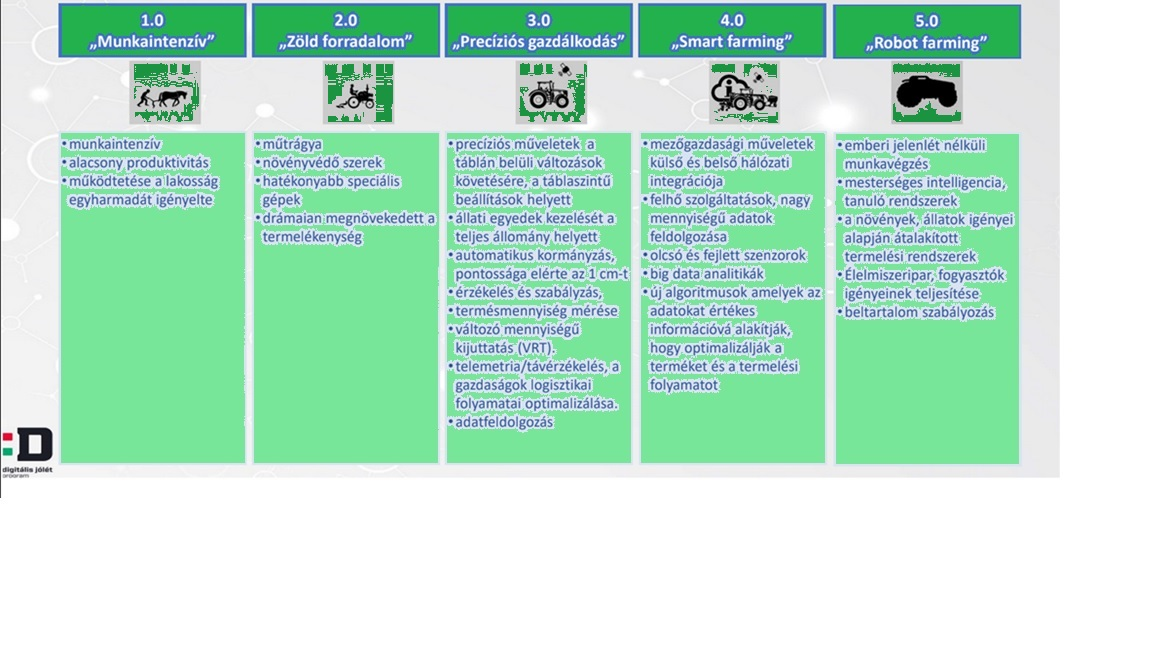 1.0
„Munkaintenzív”
• munkaintenzív
• alacsony produktivitás
• működtetése a lakosság
egyharmadát igényelte
2.0
„Zöld forradalom”
• műtrágya
• növényvédő szerek
• hatékonyabb speciális
gépek
• drámaian megnövekedett a
termelékenység
3.0
„Precíziós gazdálkodás”
• precíziós műveletek a
táblán belüli változások
követésére, a táblaszintű
beállítások helyett
• állati egyedek kezelését a
teljes állomány helyett
• automatikus kormányzás,
pontossága elérte az 1 cm-t
• érzékelés és szabályzás,
• termésmennyiség mérése
• változó mennyiségű
kijuttatás (VRT).
• telemetria/távérzékelés, a
gazdaságok logisztikai
folyamatai optimalizálása.
• adatfeldolgozás
4.0
„Smart farming”
• mezőgazdasági műveletek
külső és belső hálózati
integrációja
• felhő szolgáltatások, nagy
mennyiségű adatok
feldolgozása
• olcsó és fejlett szenzorok
• big data analitikák
• új algoritmusok amelyek az
adatokat értékes
információvá alakítják,
hogy optimalizálják a
terméket és a termelési
folyamatot
5.0
„Robot farming”
• emberi jelenlét nélküli
munkavégzés
• mesterséges intelligencia,
tanuló rendszerek
• a növények, állatok igényei
alapján átalakított
termelési rendszerek
• Élelmiszeripar, fogyasztók
igényeinek teljesítése
• beltartalom szabályozás
:D
digitális jólét
program